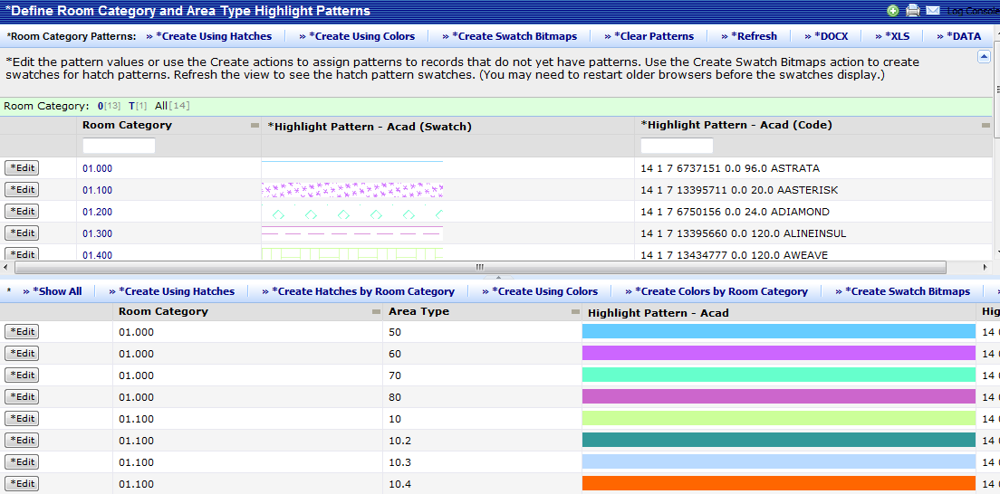 *Define Room Category and Area Type Highlight Patterns Log Console
*Room Category Patterns: » *Create Using Hatches » *Create Using Colors » *Create Swatch Bitmaps » *Clear Patterns » *Refresh » *DOCX » *XLS » *DATA
*Edit the pattern values or use the Create actions to assign patterns to records that do not yet have patterns. Use the Create Swatch Bitmaps action to create
swatches for hatch patterns. Refresh the view to see the hatch pattern swatches. (You may need to restart older browsers before the swatches display.)
Room Category: 0[13] T[1] All[14]
Room Category *Highlight Pattern - Acad (Swatch) *Highlight Pattern - Acad (Code)
*Edit 01.000 14 1 7 6737151 0.0 96.0 ASTRATA
*Edit 01.100 14 1 7 13395711 0.0 20.0 AASTERISK
*Edit 01.200 14 1 7 6750156 0.0 24.0 ADIAMOND
*Edit 01.300 14 1 7 13395660 0.0 120.0 ALINEINSUL
*Edit 01.400 14 1 7 13434777 0.0 120.0 AWEAVE
* » *Show All » *Create Using Hatches » *Create Hatches by Room Category » *Create Using Colors » *Create Colors by Room Category » *Create Swatch Bitmaps »
Room Category Area Type Highlight Pattern - Acad Hig
*Edit 01.000 50 14
*Edit 01.000 60 14
*Edit 01.000 70 14
*Edit 01.000 80 14
*Edit 01.100 10 14
*Edit 01.100 10.2 14
*Edit 01.100 10.3 14
*Edit 01.100 10.4 14